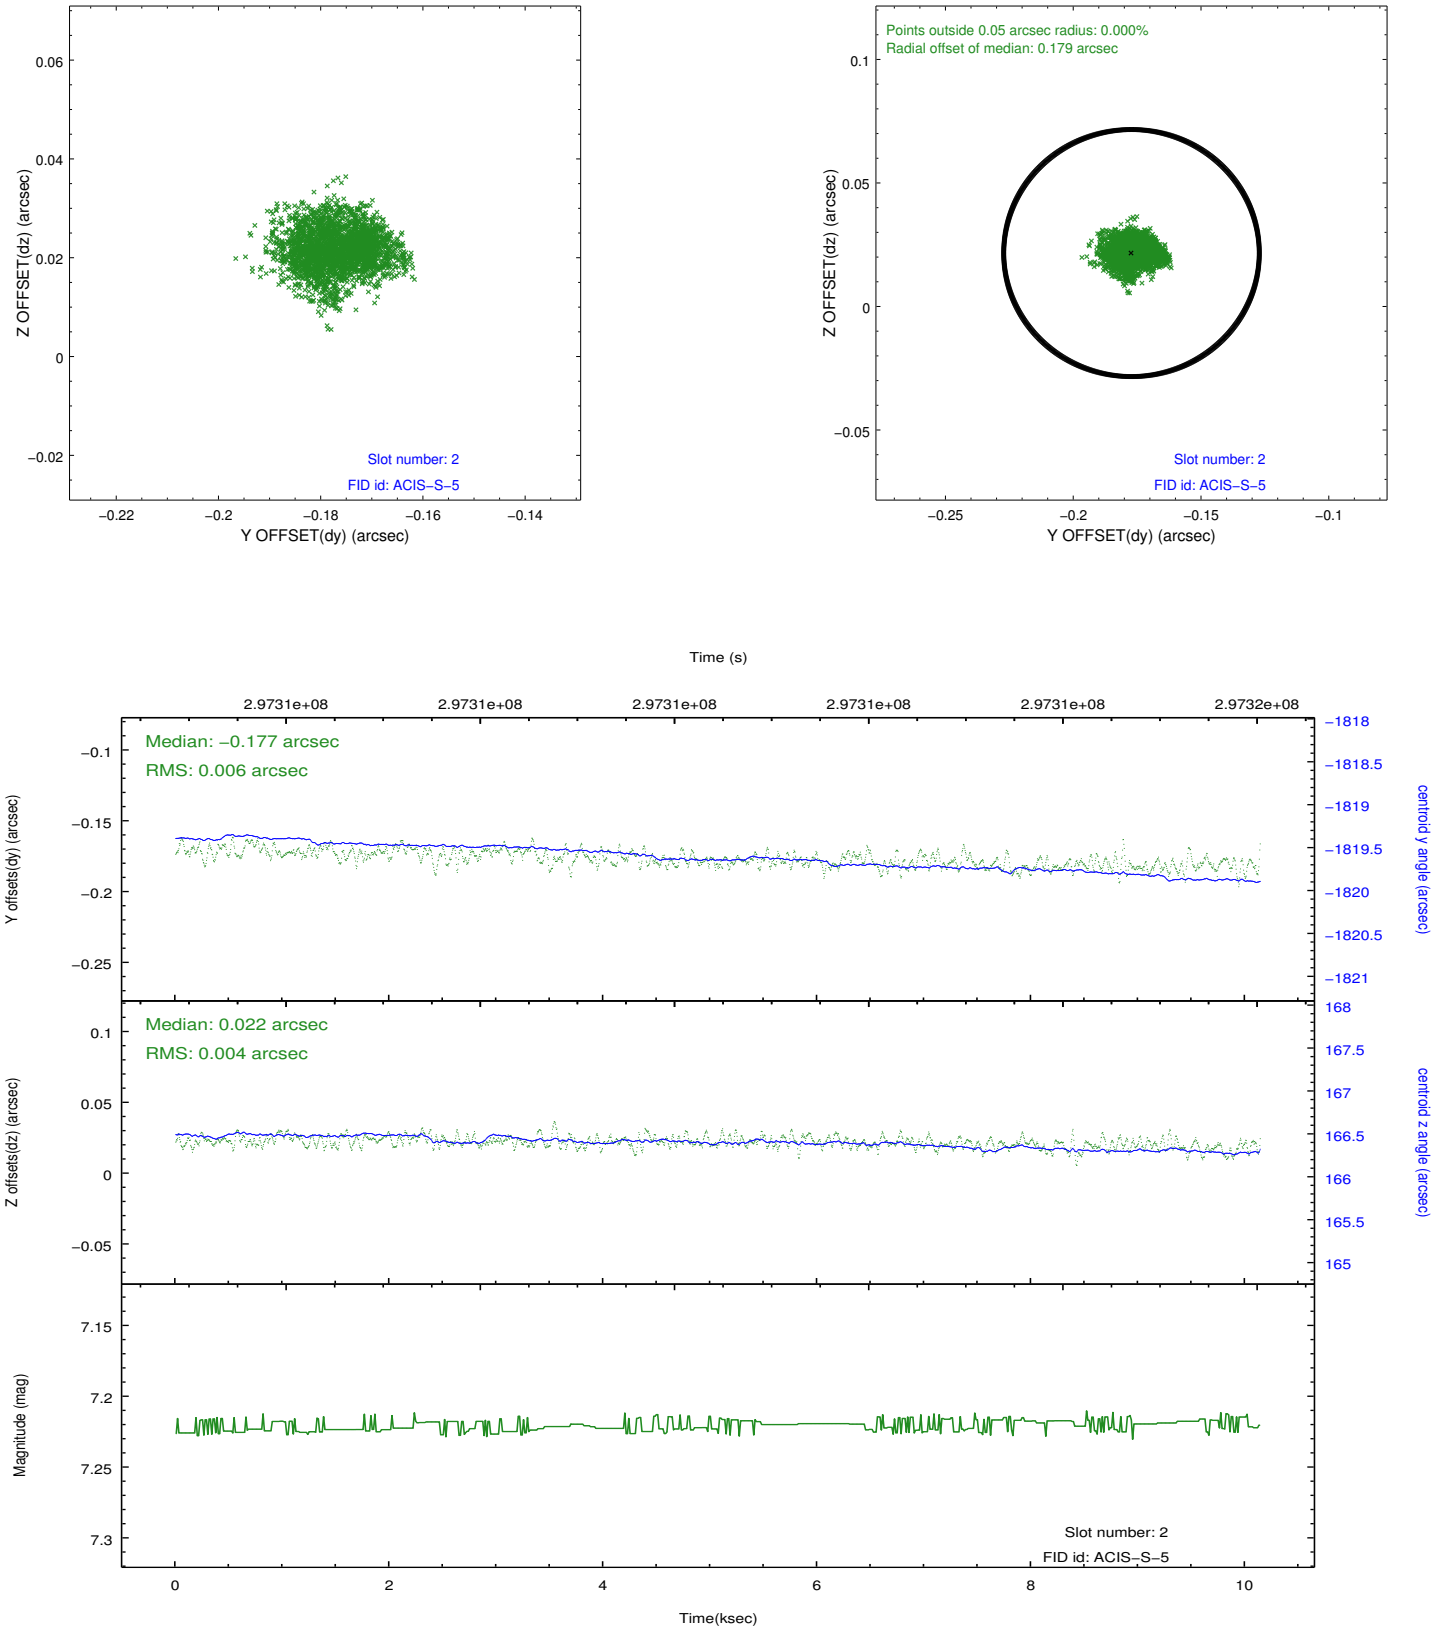 0.06
0.04
0.02
0
−0.02
Z OFFSET(dz) (arcsec)
Slot number: 2
FID id: ACIS−S−5
−0.22
−0.2
−0.18
−0.16
−0.14
Y OFFSET(dy) (arcsec)
Points outside 0.05 arcsec radius: 0.000%
Radial offset of median: 0.179 arcsec
0.1
0.05
0
−0.05
Z OFFSET(dz) (arcsec)
Slot number: 2
FID id: ACIS−S−5
−0.25
−0.2
−0.15
−0.1
Y OFFSET(dy) (arcsec)
Time (s)
2.9731e+08
2.9731e+08
2.9731e+08
2.9731e+08
2.9731e+08
2.9732e+08
Median: −0.177 arcsec
RMS: 0.006 arcsec
−0.1
−0.15
−0.2
−0.25
Y offsets(dy) (arcsec)
−1818
−1818.5
−1819
−1819.5
−1820
−1820.5
−1821
centroid y angle (arcsec)
Median: 0.022 arcsec
RMS: 0.004 arcsec
0.1
0.05
0
−0.05
Z offsets(dz) (arcsec)
168
167.5
167
166.5
166
165.5
165
centroid z angle (arcsec)
7.15
7.2
7.25
7.3
Magnitude (mag)
Slot number: 2
FID id: ACIS−S−5
0
2
4
6
8
10
Time(ksec)